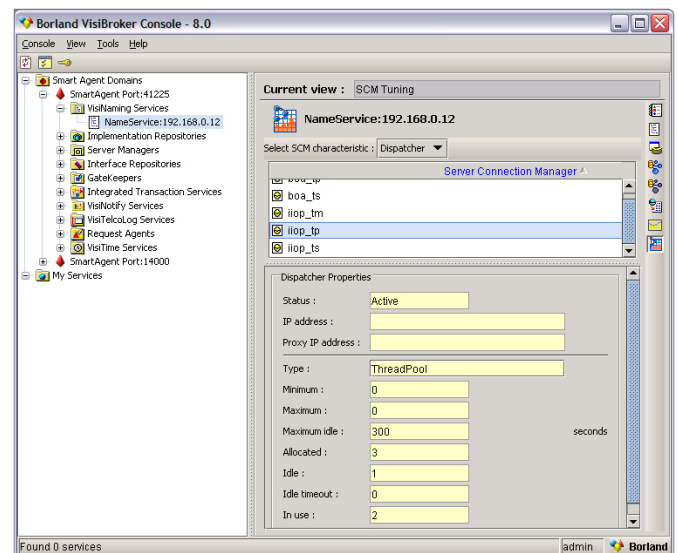 Borland VisiBroker Console - 8.0
Console View Tools Help
Smart Agent Domains
SmartAgent Port:41225
VisiNaming Services
NameService:192.168.0.12
Implementation Repositories
Server Managers
Interface Repositories
GateKeepers
Integrated Transaction Services
VisiNotify Services
VisiTelcoLog Services
Request Agents
VisiTime Services
SmartAgent Port:14000
My Services
Current view : SCM Tuning
NameService:192.168.0.12
Select SCM characteristic : Dispatcher
Server Connection Manager
boa_ts
iiop_tm
iiop_tp
iiop_ts
Dispatcher Properties
Status : Active
IP address :
Proxy IP address :
Type : ThreadPool
Minimum : 0
Maximum : 0
Maximum idle : 300 seconds
Allocated : 3
Idle : 1
Idle timeout : 0
In use : 2
Found 0 services
admin Borland